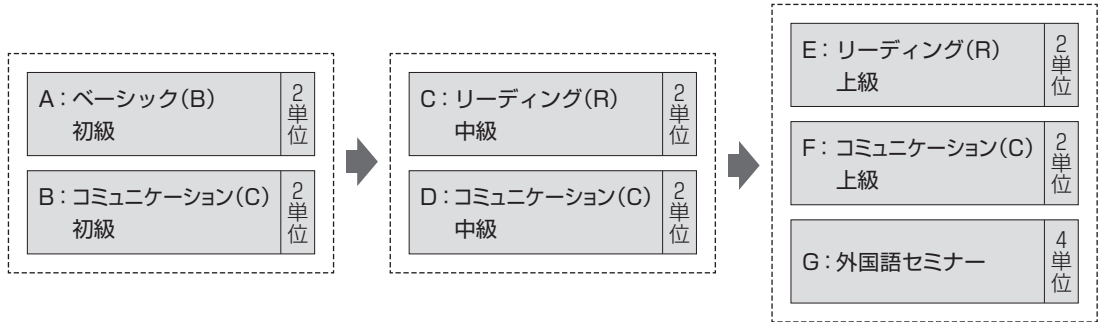 A：ベーシック(B)
初級
2単位
B：コミュニケーション(C)
初級
2単位
C：リーディング(R)
中級
2単位
D：コミュニケーション(C)
中級
2単位
E：リーディング(R)
上級
2単位
F：コミュニケーション(C)
上級
2単位
G：外国語セミナー
4単位